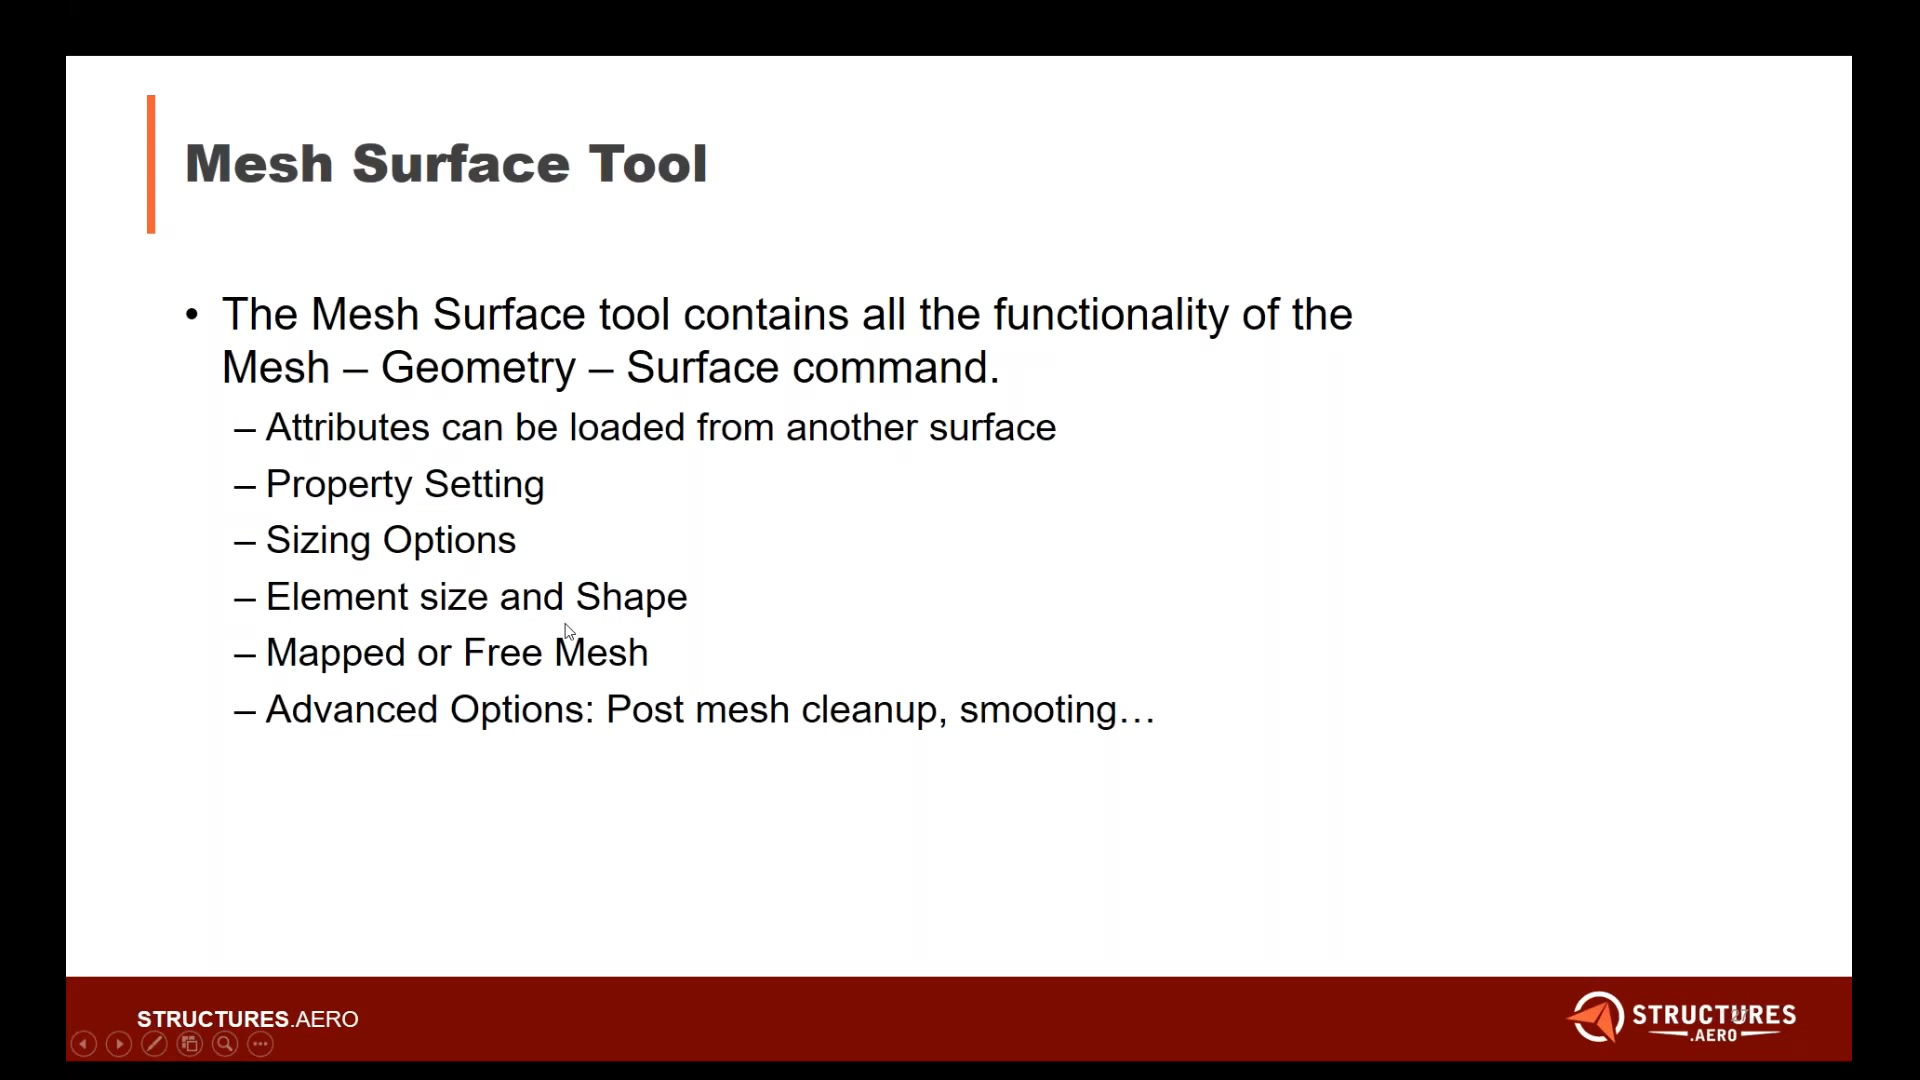 Mesh Surface Tool
• The Mesh Surface tool contains all the functionality of the
Mesh – Geometry – Surface command.
– Attributes can be loaded from another surface
– Property Setting
– Sizing Options
– Element size and Shape
– Mapped or Free Mesh
– Advanced Options: Post mesh cleanup, smooting…
STRUCTURES.AERO
STRUCTURES
.AERO